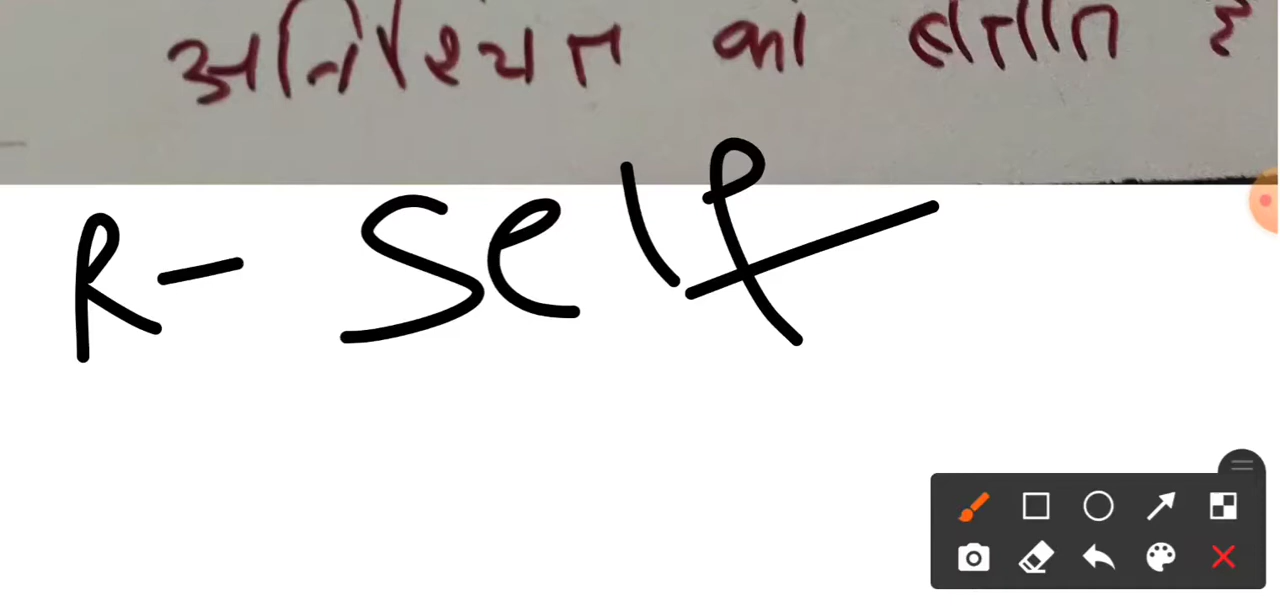 अनिश्चित का होता है
R- Self